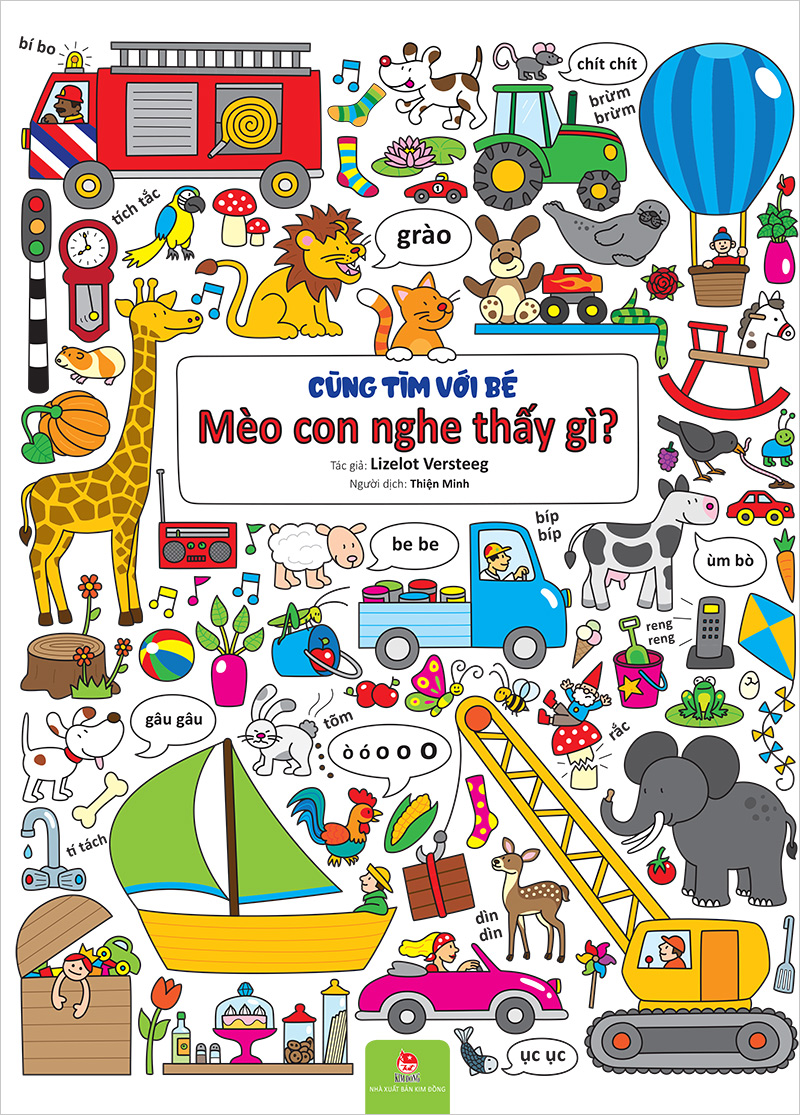 bí bo
chít chít
brừm
brừm
tích tắc
1
grào
CÙNG TÌM VỚI BÉ
Mèo con nghe thấy gì?
Tác giả: Lizelot Versteeg
Người dịch: Thiện Minh
be be
bíp
bíp
ùm bò
reng
reng
gâu gâu
tõm
ò ó o o o
rắc
tí tách
dìn
dìn
KIM ĐỒNG
NHÀ XUẤT BẢN KIM ĐỒNG
ục ục